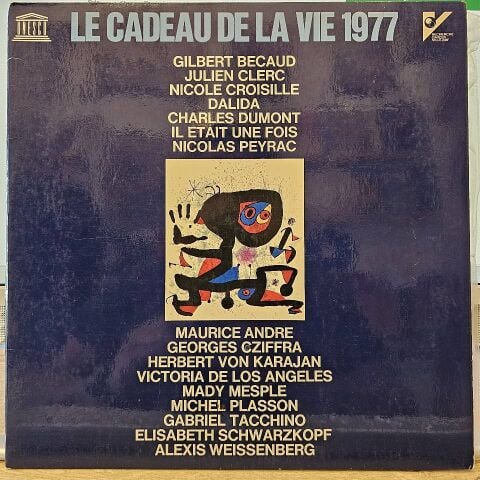 UNESCO
LE CADEAU DE LA VIE 1977
GILBERT BECAUD
JULIEN CLERC
NICOLE CROISILLE
DALIDA
CHARLES DUMONT
IL ETAIT UNE FOIS
NICOLAS PEYRAC
MAURICE ANDRE
GEORGES CZIFFRA
HERBERT VON KARAJAN
VICTORIA DE LOS ANGELES
MADY MESPLE
MICHEL PLASSON
GABRIEL TACCHINO
ELISABETH SCHWARZKOPF
ALEXIS WEISSENBERG